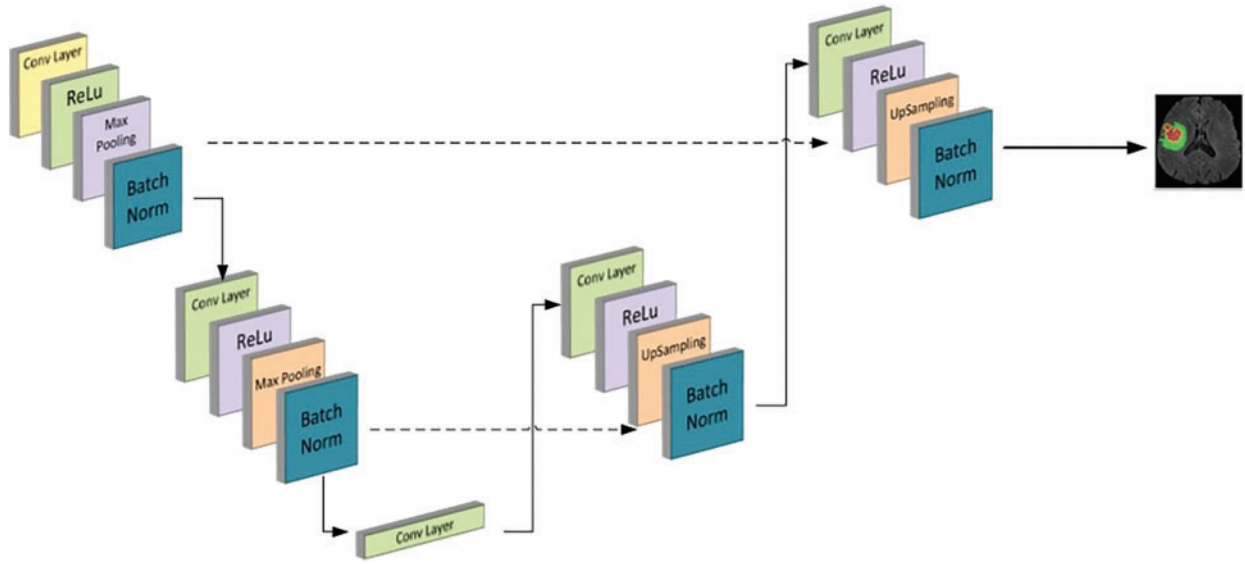 Conv Layer
ReLu
Max
Pooling
Batch
Norm
Conv Layer
ReLu
Max Pooling
Batch
Norm
Conv Layer
Conv Layer
ReLu
UpSampling
Batch
Norm
Conv Layer
ReLu
UpSampling
Batch
Norm